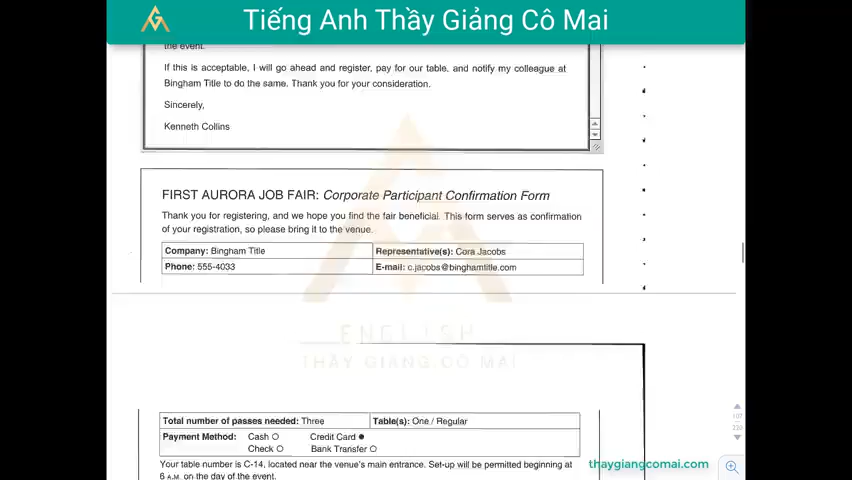 Tiếng Anh Thầy Giảng Cô Mai
the event.
If this is acceptable, I will go ahead and register, pay for our table, and notify my colleague at
Bingham Title to do the same. Thank you for your consideration.
Sincerely,
Kenneth Collins
FIRST AURORA JOB FAIR: Corporate Participant Confirmation Form
Thank you for registering, and we hope you find the fair beneficial. This form serves as confirmation
of your registration, so please bring it to the venue.
Company: Bingham Title
Representative(s): Cora Jacobs
Phone: 555-4033
E-mail: c.jacobs@binghamtitle.com
ENGLISH
THẦY GIẢNG CÔ MAI
Total number of passes needed: Three
Table(s): One / Regular
Payment Method: Cash Credit Card
Check Bank Transfer
Your table number is C-14, located near the venue's main entrance. Set-up will be permitted beginning at
6 A.M. on the day of the event.
thaygiangcomai.com
107
220